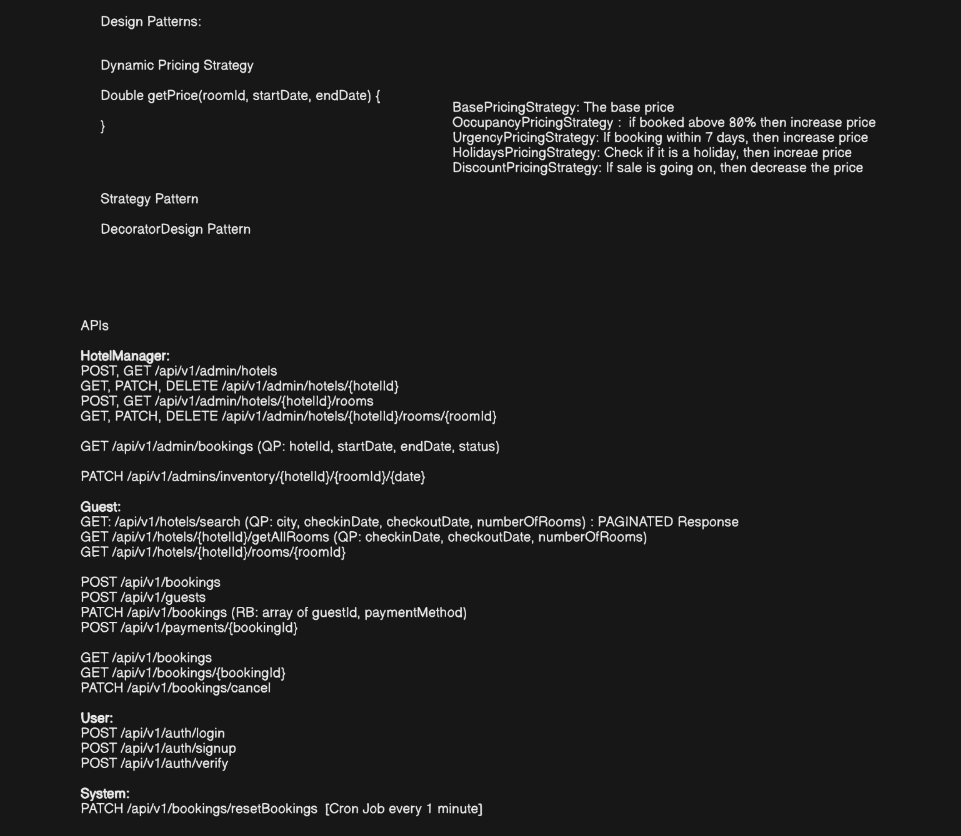 Design Patterns:
Dynamic Pricing Strategy
Double getPrice(roomId, startDate, endDate) {
}
BasePricingStrategy: The base price
OccupancyPricingStrategy :  if booked above 80% then increase price
UrgencyPricingStrategy: If booking within 7 days, then increase price
HolidaysPricingStrategy: Check if it is a holiday, then increae price
DiscountPricingStrategy: If sale is going on, then decrease the price
Strategy Pattern
DecoratorDesign Pattern
APIs
HotelManager:
POST, GET /api/v1/admin/hotels
GET, PATCH, DELETE /api/v1/admin/hotels/{hotelId}
POST, GET /api/v1/admin/hotels/{hotelId}/rooms
GET, PATCH, DELETE /api/v1/admin/hotels/{hotelId}/rooms/{roomId}
GET /api/v1/admin/bookings (QP: hotelId, startDate, endDate, status)
PATCH /api/v1/admins/inventory/{hotelId}/{roomId}/{date}
Guest:
GET: /api/v1/hotels/search (QP: city, checkinDate, checkoutDate, numberOfRooms) : PAGINATED Response
GET /api/v1/hotels/{hotelId}/getAllRooms (QP: checkinDate, checkoutDate, numberOfRooms)
GET /api/v1/hotels/{hotelId}/rooms/{roomId}
POST /api/v1/bookings
POST /api/v1/guests
PATCH /api/v1/bookings (RB: array of guestId, paymentMethod)
POST /api/v1/payments/{bookingId}
GET /api/v1/bookings
GET /api/v1/bookings/{bookingId}
PATCH /api/v1/bookings/cancel
User:
POST /api/v1/auth/login
POST /api/v1/auth/signup
POST /api/v1/auth/verify
System:
PATCH /api/v1/bookings/resetBookings  [Cron Job every 1 minute]